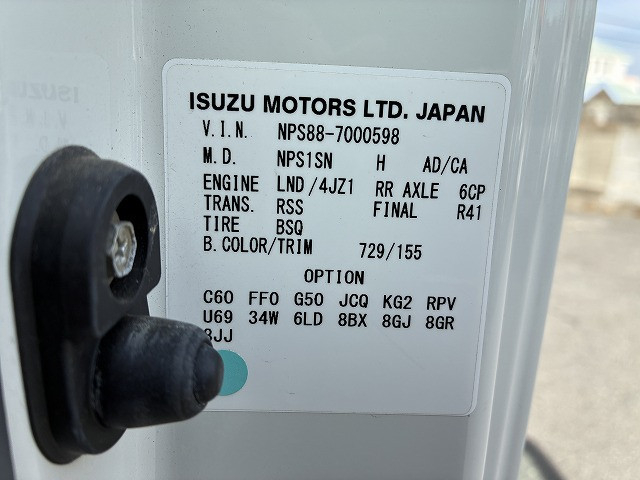 ISUZU MOTORS LTD. JAPAN
V.I.N. NPS88-7000598
M.D. NPS1SN H AD/CA
ENGINE LND/4JZ1 RR AXLE 6CP
TRANS. RSS FINAL R41
TIRE BSQ
B.COLOR/TRIM 729/155
OPTION
C60 FF0 G50 JCQ KG2 RPV
U69 34W 6LD 8BX 8GJ 8GR
8JJ